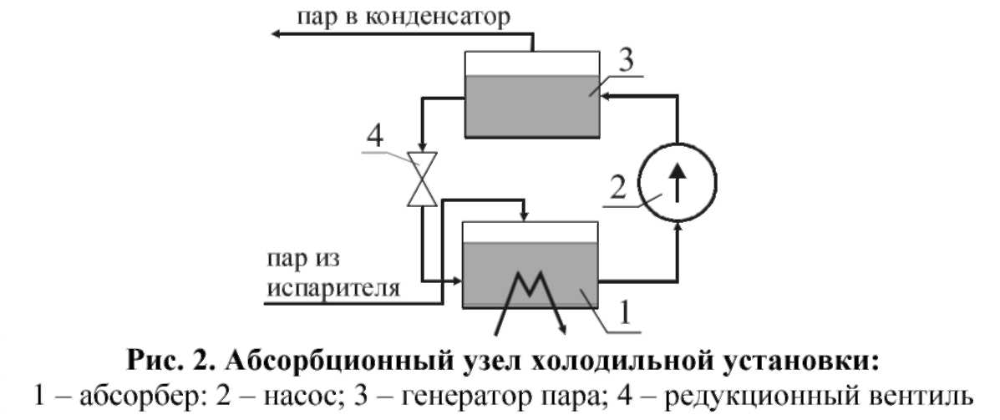 пар в конденсатор
3
4
2
пар из
испарителя
1
Рис. 2. Абсорбционный узел холодильной установки:
1 – абсорбер: 2 – насос; 3 – генератор пара; 4 – редукционный вентиль